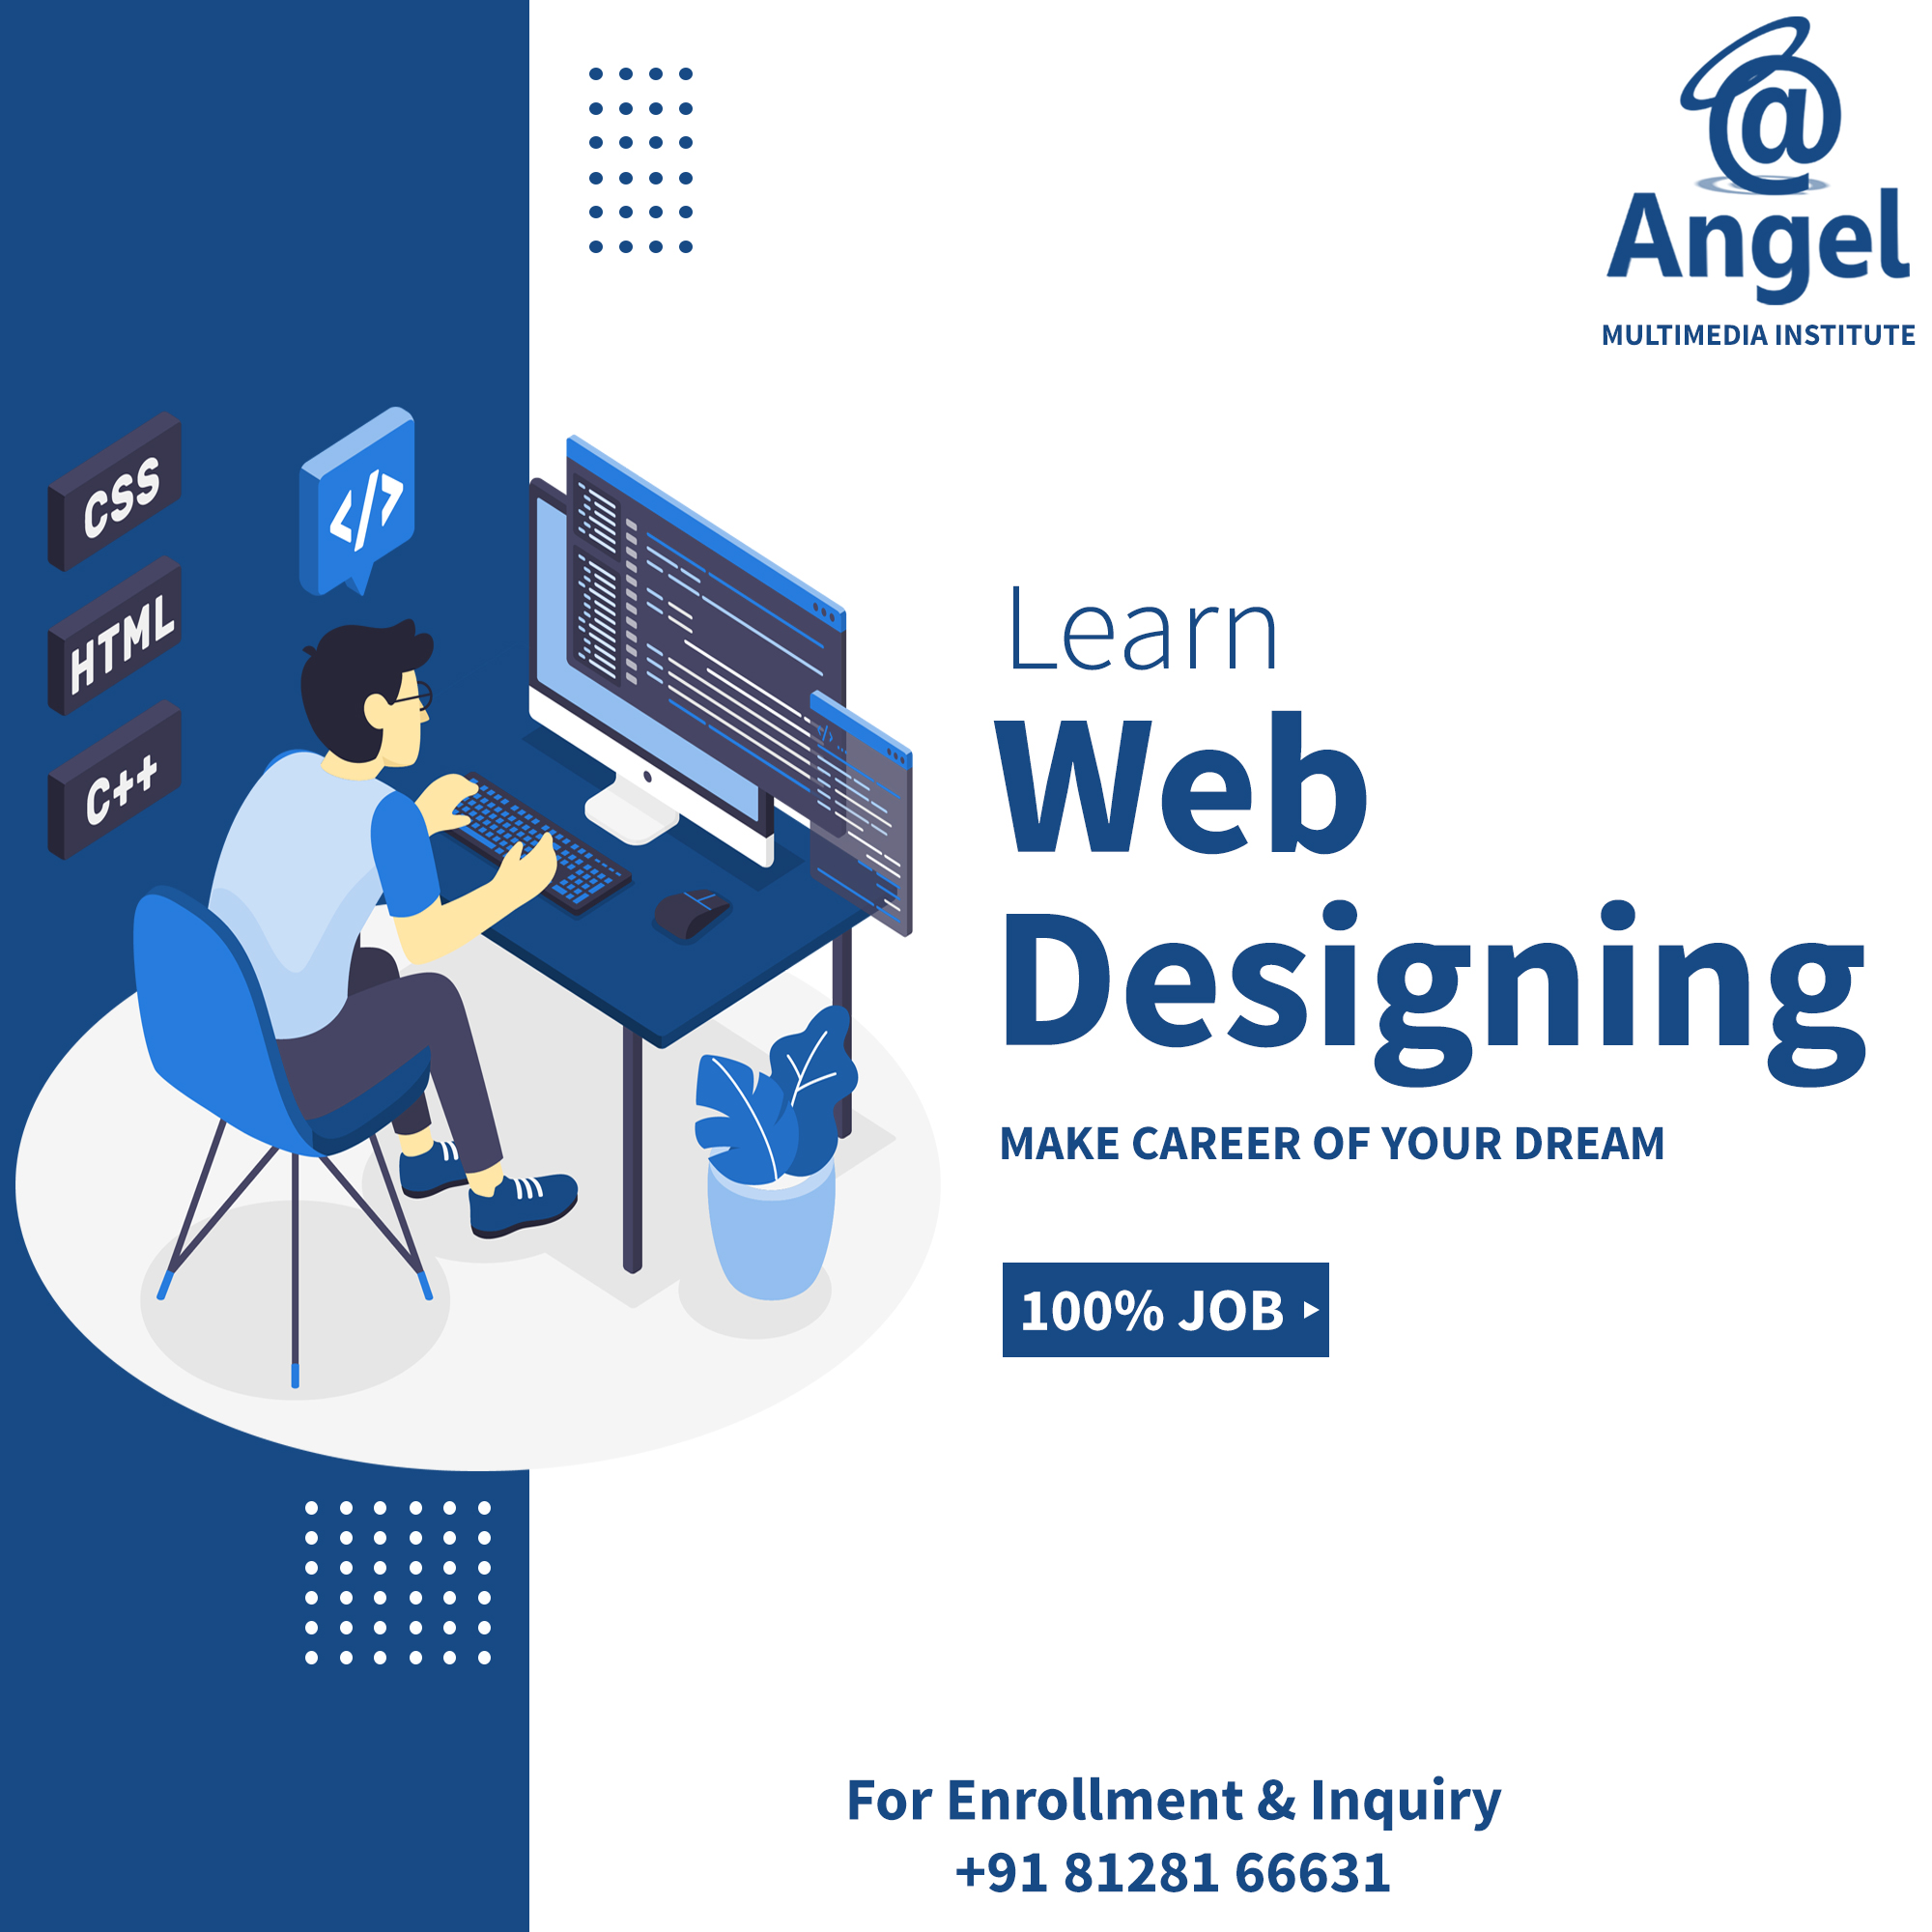 @
Angel
MULTIMEDIA INSTITUTE
CSS
</>
HTML
C++
Learn
Web
Designing
MAKE CAREER OF YOUR DREAM
100% JOB
For Enrollment & Inquiry
+91 81281 66631